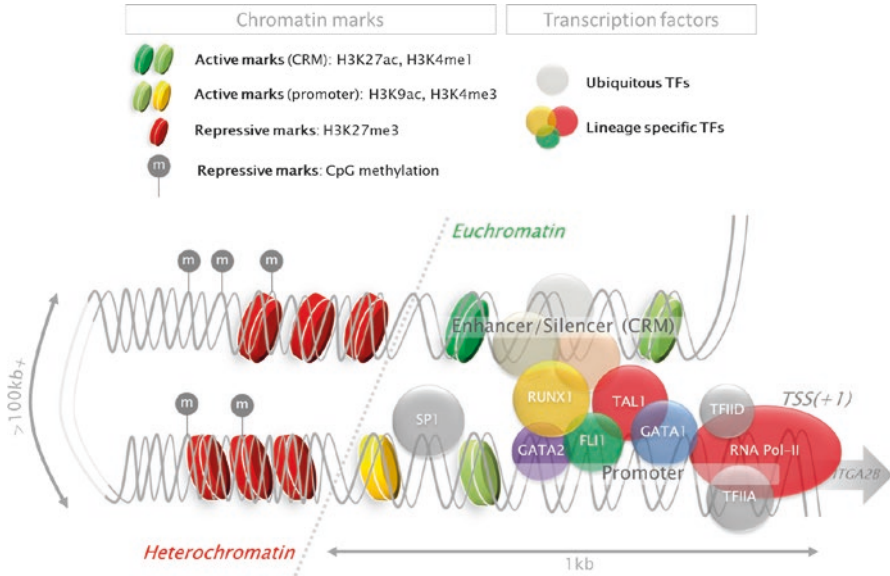 Chromatin marks
Transcription factors
Active marks (CRM): H3K27ac, H3K4me1
Active marks (promoter): H3K9ac, H3K4me3
Repressive marks: H3K27me3
m
Repressive marks: CpG methylation
Ubiquitous TFs
Lineage specific TFs
Euchromatin
m
m
m
Enhancer/Silencer (CRM)
>100kb+
m
m
SP1
RUNX1
TAL1
TFIID
TSS(+1)
GATA2
FLI1
GATA1
RNA Pol-II
Promoter
ITGA2B
TFIIA
Heterochromatin
1kb